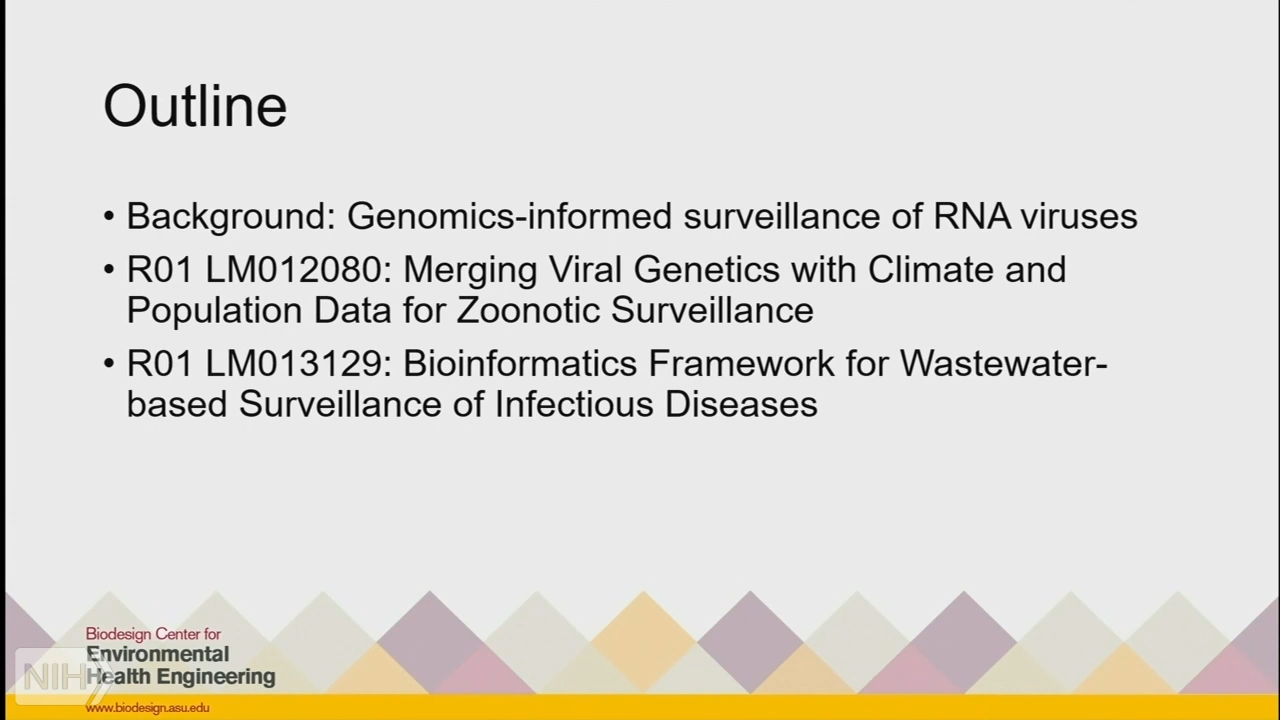 Outline
• Background: Genomics-informed surveillance of RNA viruses
• R01 LM012080: Merging Viral Genetics with Climate and
Population Data for Zoonotic Surveillance
• R01 LM013129: Bioinformatics Framework for Wastewater-
based Surveillance of Infectious Diseases
Biodesign Center for
Environmental
Health Engineering
NIH
www.biodesign.asu.edu